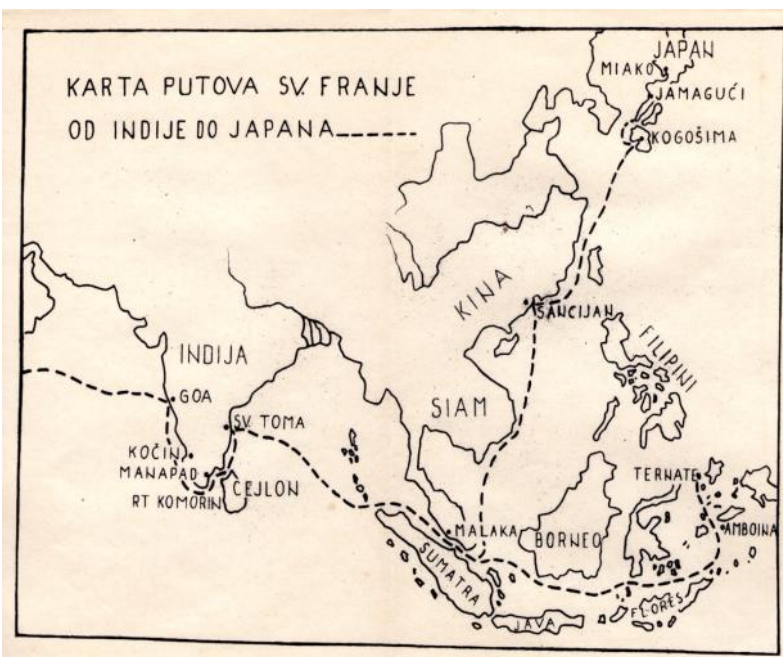 KARTA PUTOVA SV. FRANJE
OD INDIJE DO JAPANA
JAPAN
MIAKO
JAMAGUĆI
KOGOŠIMA
KINA
SANCIJAN
INDIJA
GOA
SV. TOMA
SIAM
FILIPINI
KOČIN
MANAPAD
RT KOMORIN
CEJLON
TERNATE
MALAKA
BORNEO
AMBOINA
SUMATRA
FLORES
JAVA